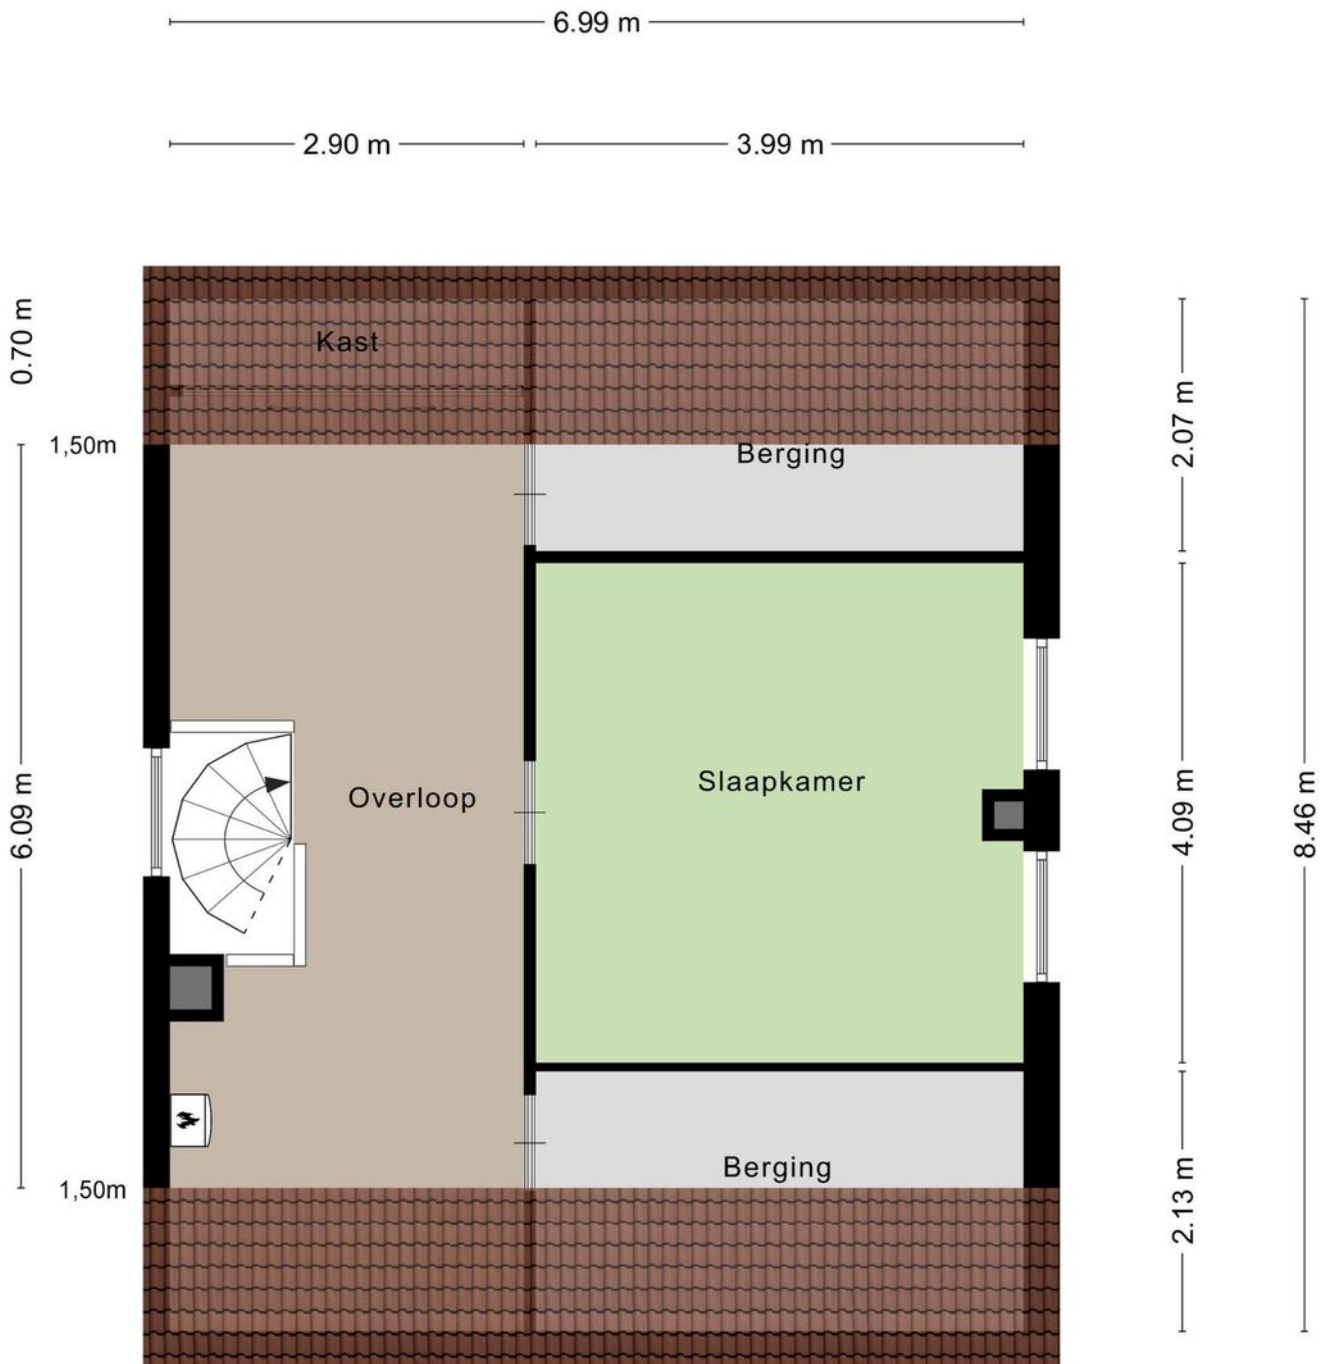 6.99 m
2.90 m
3.99 m
0.70 m
Kast
2.07 m
1,50m
Berging
Slaapkamer
Overloop
6.09 m
4.09 m
8.46 m
Berging
1,50m
2.13 m